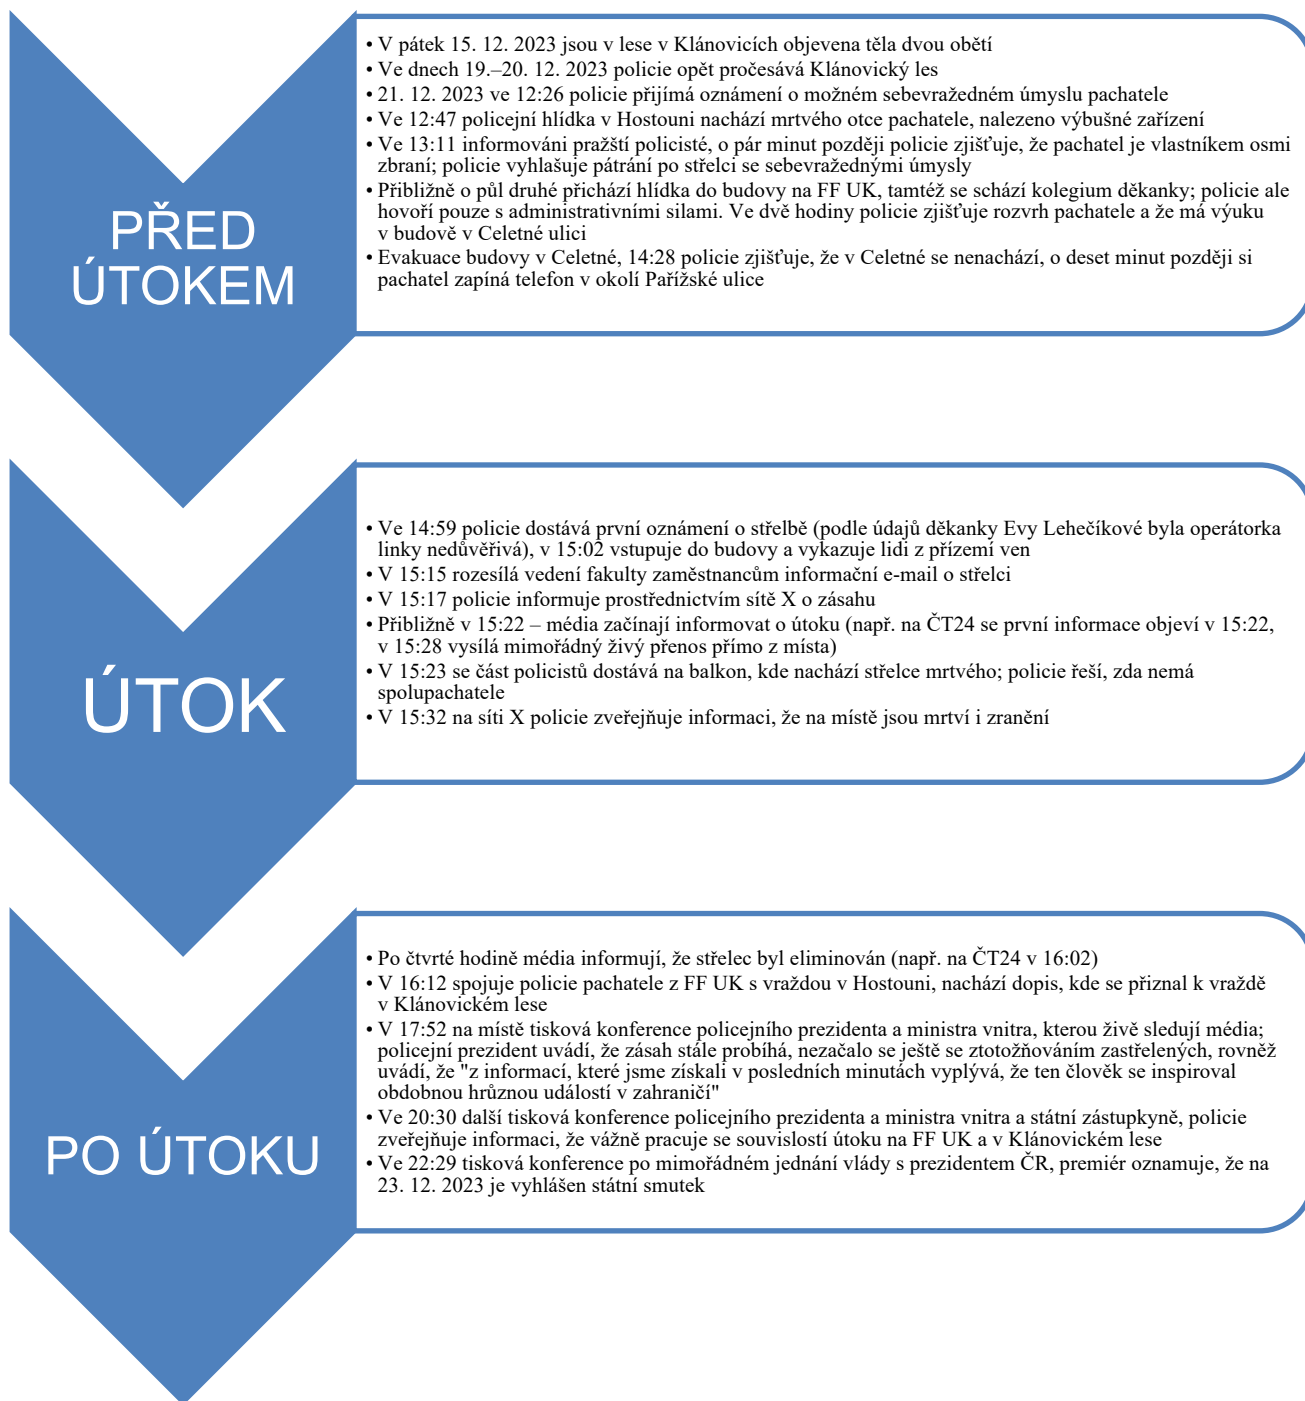 PŘED
ÚTOKEM
• V pátek 15. 12. 2023 jsou v lese v Klánovicích objevena těla dvou obětí
• Ve dnech 19.–20. 12. 2023 policie opět pročesává Klánovický les
• 21. 12. 2023 ve 12:26 policie přijímá oznámení o možném sebevražedném úmyslu pachatele
• Ve 12:47 policejní hlídka v Hostouni nachází mrtvého otce pachatele, nalezeno výbušné zařízení
• Ve 13:11 informováni pražští policisté, o pár minut později policie zjišťuje, že pachatel je vlastníkem osmi
zbraní; policie vyhlašuje pátrání po střelci se sebevražednými úmysly
• Přibližně o půl druhé přichází hlídka do budovy na FF UK, tamtéž se schází kolegium děkanky; policie ale
hovoří pouze s administrativními silami. Ve dvě hodiny policie zjišťuje rozvrh pachatele a že má výuku
v budově v Celetné ulici
• Evakuace budovy v Celetné, 14:28 policie zjišťuje, že v Celetné se nenachází, o deset minut později si
pachatel zapíná telefon v okolí Pařížské ulice
ÚTOK
• Ve 14:59 policie dostává první oznámení o střelbě (podle údajů děkanky Evy Lehečíkové byla operátorka
linky nedůvěřivá), v 15:02 vstupuje do budovy a vykazuje lidi z přízemí ven
• V 15:15 rozesílá vedení fakulty zaměstnancům informační e-mail o střelci
• V 15:17 policie informuje prostřednictvím sítě X o zásahu
• Přibližně v 15:22 – média začínají informovat o útoku (např. na ČT24 se první informace objeví v 15:22,
v 15:28 vysílá mimořádný živý přenos přímo z místa)
• V 15:23 se část policistů dostává na balkon, kde nachází střelce mrtvého; policie řeší, zda nemá
spolupachatele
• V 15:32 na síti X policie zveřejňuje informaci, že na místě jsou mrtví i zranění
PO ÚTOKU
• Po čtvrté hodině média informují, že střelec byl eliminován (např. na ČT24 v 16:02)
• V 16:12 spojuje policie pachatele z FF UK s vraždou v Hostouni, nachází dopis, kde se přiznal k vraždě
v Klánovickém lese
• V 17:52 na místě tisková konference policejního prezidenta a ministra vnitra, kterou živě sledují média;
policejní prezident uvádí, že zásah stále probíhá, nezačalo se ještě se ztotožňováním zastřelených, rovněž
uvádí, že "z informací, které jsme získali v posledních minutách vyplývá, že ten člověk se inspiroval
obdobnou hrůznou událostí v zahraničí"
• Ve 20:30 další tisková konference policejního prezidenta a ministra vnitra a státní zástupkyně, policie
zveřejňuje informaci, že vážně pracuje se souvislostí útoku na FF UK a v Klánovickém lese
• Ve 22:29 tisková konference po mimořádném jednání vlády s prezidentem ČR, premiér oznamuje, že na
23. 12. 2023 je vyhlášen státní smutek